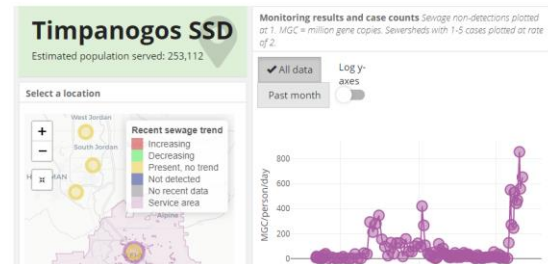 Timpanogos SSD
Estimated population served: 253,112
Select a location
+
−
West Jordan
South Jordan
Alpine
Recent sewage trend
Increasing
Decreasing
Present, no trend
Not detected
No recent data
Service area
Monitoring results and case counts Sewage non-detections plotted
at 1. MGC = million gene copies. Sewersheds with 1-5 cases plotted at rate
of 2.
✔ All data
Past month
Log y-
axes
MGC/person/day
800
600
400
200
0